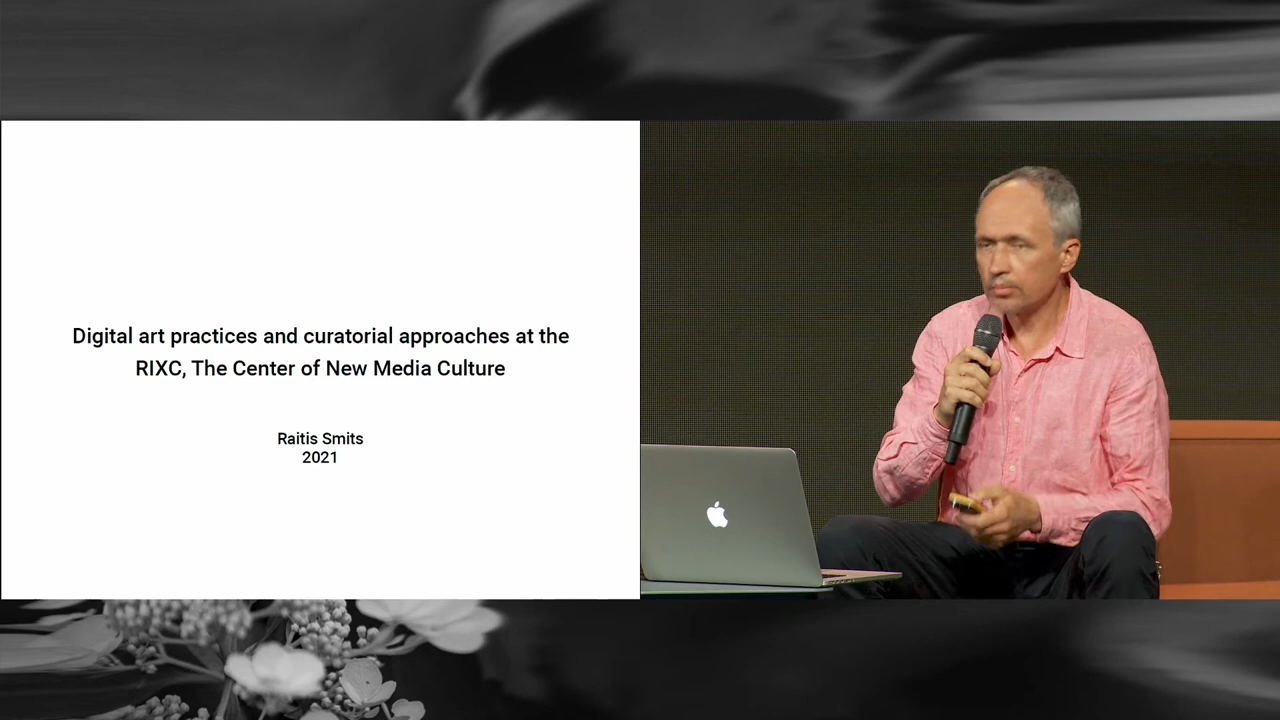 Digital art practices and curatorial approaches at the
RIXC, The Center of New Media Culture
Raitis Smits
2021